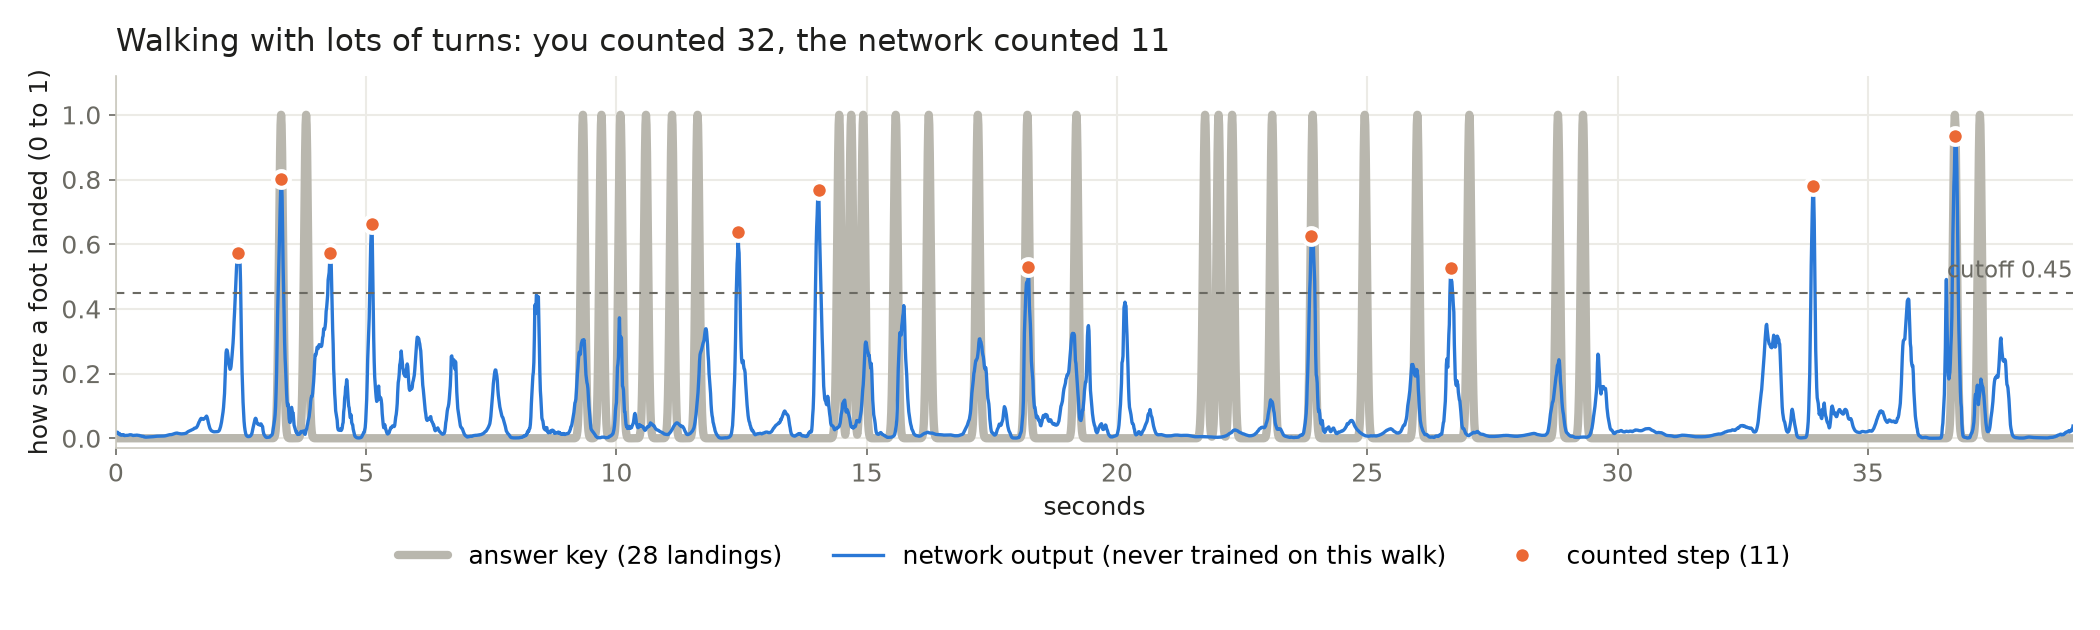 Walking with lots of turns: you counted 32, the network counted 11
how sure a foot landed (0 to 1)
1.0
0.8
0.6
0.4
0.2
0.0
cutoff 0.45
0 5 10 15 20 25 30 35
seconds
answer key (28 landings) network output (never trained on this walk) counted step (11)